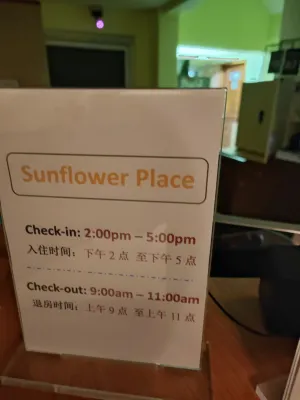 Sunflower Place
Check-in: 2:00pm – 5:00pm
入住时间：下午 2 点 至下午 5 点
Check-out: 9:00am – 11:00am
退房时间：上午 9 点 至上午 11 点